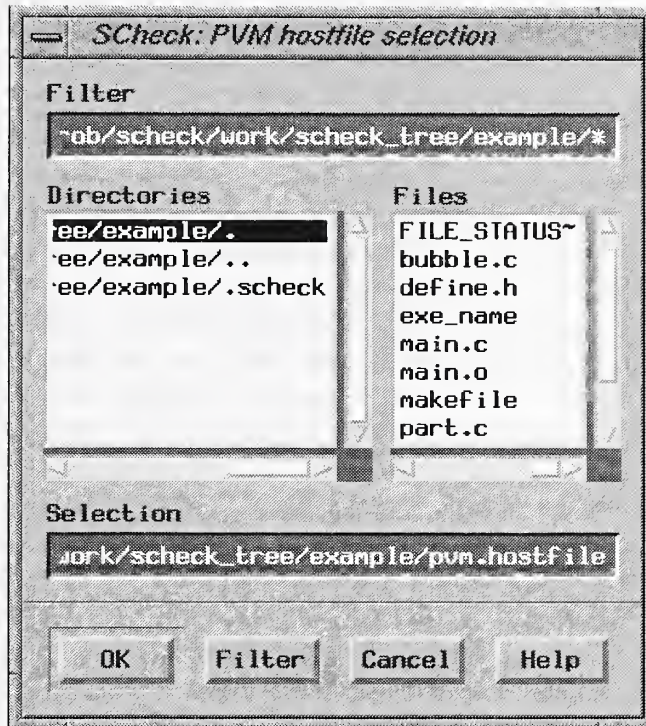 SCheck: PVM hostfile selection
Filter
ob/scheck/work/scheck_tree/example/*
Directories
Files
ee/example/.
ee/example/..
ee/example/.scheck
FILE_STATUS~
bubble.c
define.h
exe_name
main.c
main.o
makefile
part.c
Selection
work/scheck_tree/example/pvm.hostfile
OK Filter Cancel Help